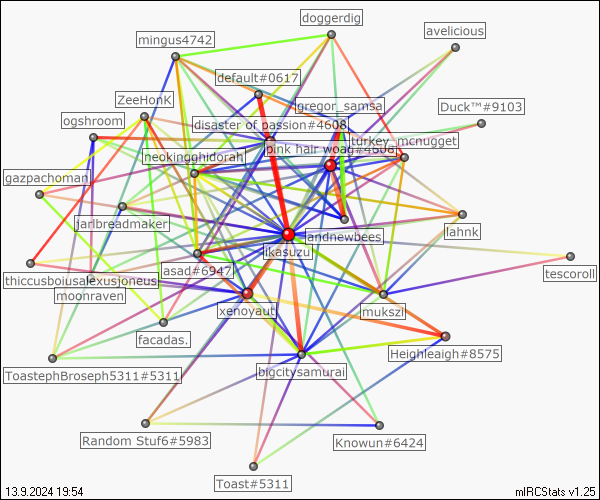 doggerdig
avelicious
mingus4742
default#0617
ZeeHonK
gregor_samsa
Duck™#9103
ogshroom
disaster of passion#4608
turkey_mcnugget
pink hair woag#4608
neokingghidorah
gazpachoman
jarlbreadmaker
lahnk
landnewbees
ikasuzu
asad#6947
thiccusboiusalexusjoneus
tescoroll
moonraven
xenoyaut
mukszi
facadas.
Heighleaigh#8575
ToastephBroseph5311#5311
bigcitysamurai
Random Stuf6#5983
Knowun#6424
Toast#5311
13.9.2024 19:54
mIRCStats v1.25